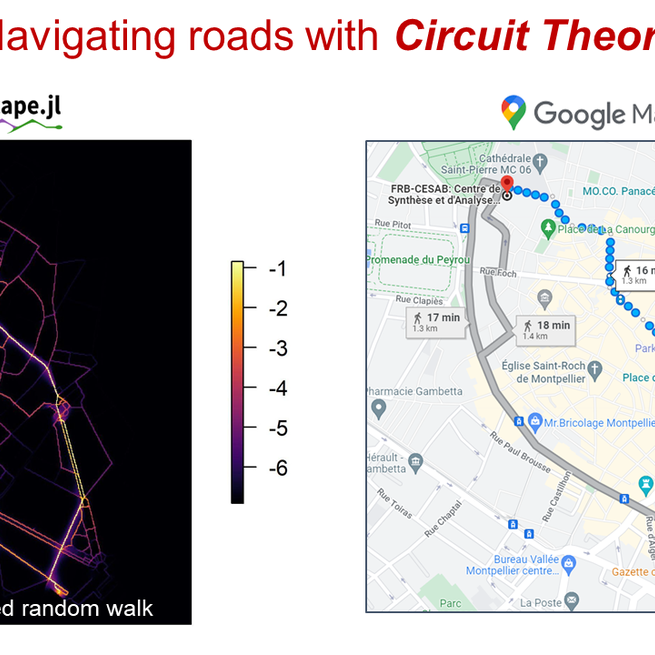 Navigating roads with Circuit Theor
ape.jl
Google Ma
-1
-2
-3
-4
-5
-6
ed random walk
Cathédrale
Saint-Pierre MC 06
FRB-CESAB: Centre de
Synthèse et d'Analyse...
MO.CO. Panacé
Rue Pitot
Place de La Canourg
Promenade du Peyrou
Rue Foch
16 m
1.3 km
Rue Clapiès
17 min
1.3 km
18 min
1.4 km
Park
Église Saint-Roch
de Montpellier
Place d
Pharmacie Gambetta
Mr.Bricolage Montpellie
Rue Paul Brousse
Hérault -
ambetta
Rue Toiras
Rue Chaptal
Rue Castilhon
Rue d'Alger
Bureau Vallée
Montpellier centre...
Gazette c
Parc
La Poste